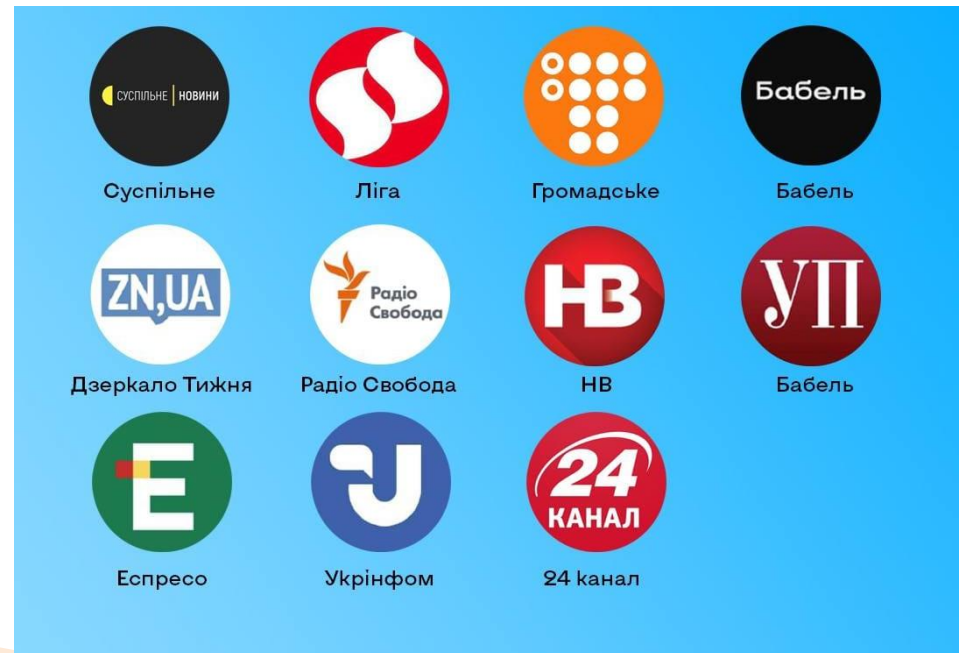 СУСПІЛЬНЕ | НОВИНИ
Бабель
Суспільне
Ліга
Громадське
Бабель
ZN,UA
Радіо
Свобода
НВ
УП
Дзеркало Тижня
Радіо Свобода
НВ
Бабель
Е
24
КАНАЛ
Еспресо
Укрінфом
24 канал